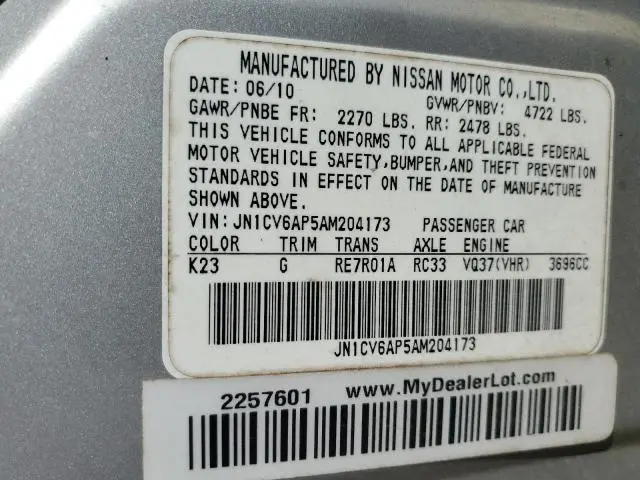 MANUFACTURED BY NISSAN MOTOR CO.,LTD.
DATE: 06/10 GVWR/PNBV: 4722 LBS.
GAWR/PNBE FR: 2270 LBS. RR: 2478 LBS.
THIS VEHICLE CONFORMS TO ALL APPLICABLE FEDERAL
MOTOR VEHICLE SAFETY,BUMPER,AND THEFT PREVENTION
STANDARDS IN EFFECT ON THE DATE OF MANUFACTURE
SHOWN ABOVE.
VIN:JN1CV6AP5AM204173 PASSENGER CAR
COLOR TRIM TRANS AXLE ENGINE
K23 G RE7R01A RC33 VQ37(VHR) 3696CC
JN1CV6AP5AM204173
2257601 www.MyDealerLot.com